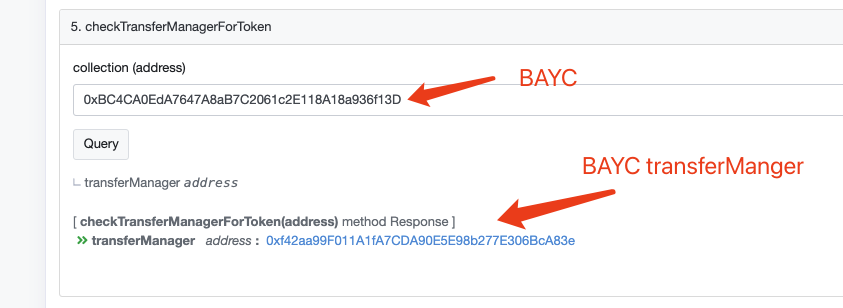 5. checkTransferManagerForToken
collection (address)
BAYC
0xBC4CA0EdA7647A8aB7C2061c2E118A18a936f13D
Query
BAYC transferManger
transferManager address
[ checkTransferManagerForToken(address) method Response ]
transferManager address : 0xf42aa99F011A1fA7CDA90E5E98b277E306BcA83e